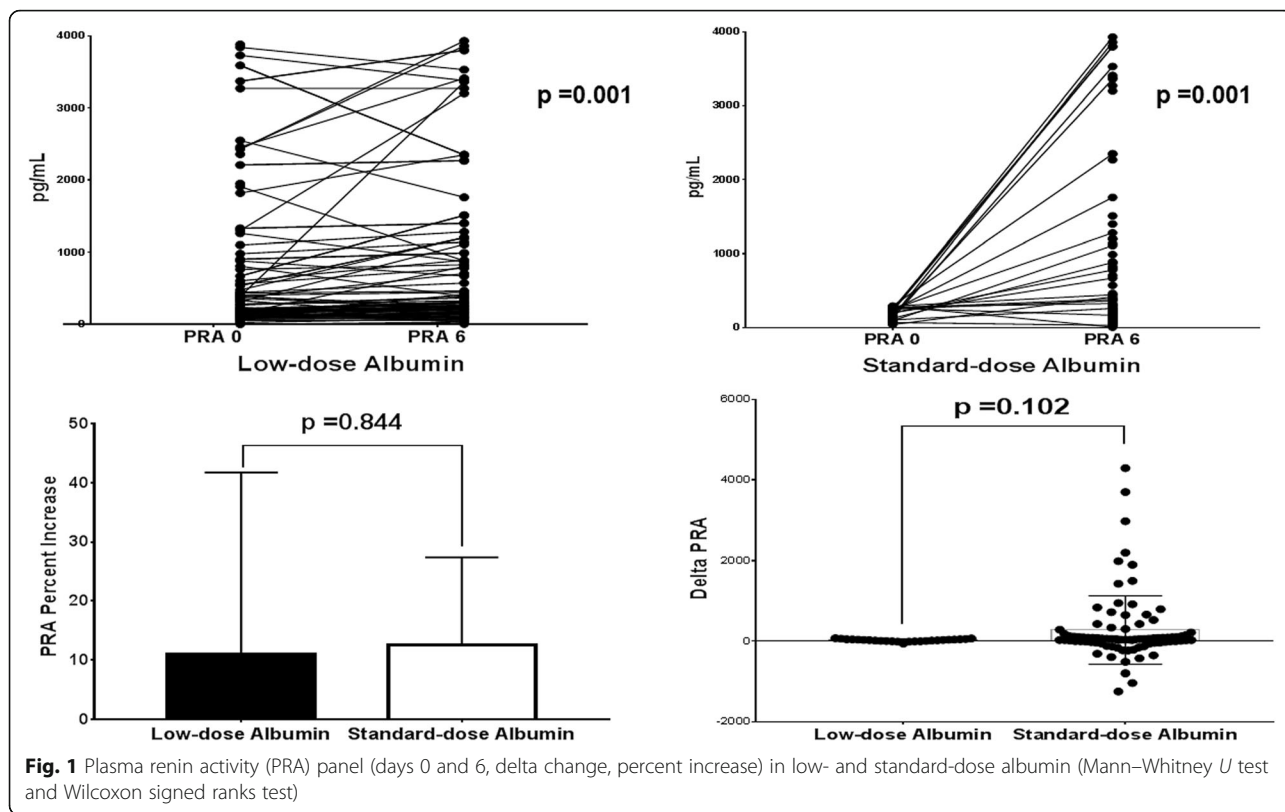 4000
3000
2000
1000
0
pg/mL
p =0.001
PRA 0
PRA 6
Low-dose Albumin
4000
3000
2000
1000
0
pg/mL
p =0.001
PRA 0
PRA 6
Standard-dose Albumin
50
40
30
20
10
0
PRA Percent Increase
p =0.844
Low-dose Albumin
Standard-dose Albumin
6000
4000
2000
0
-2000
Delta PRA
p =0.102
Low-dose Albumin
Standard-dose Albumin
Fig. 1 Plasma renin activity (PRA) panel (days 0 and 6, delta change, percent increase) in low- and standard-dose albumin (Mann–Whitney U test
and Wilcoxon signed ranks test)